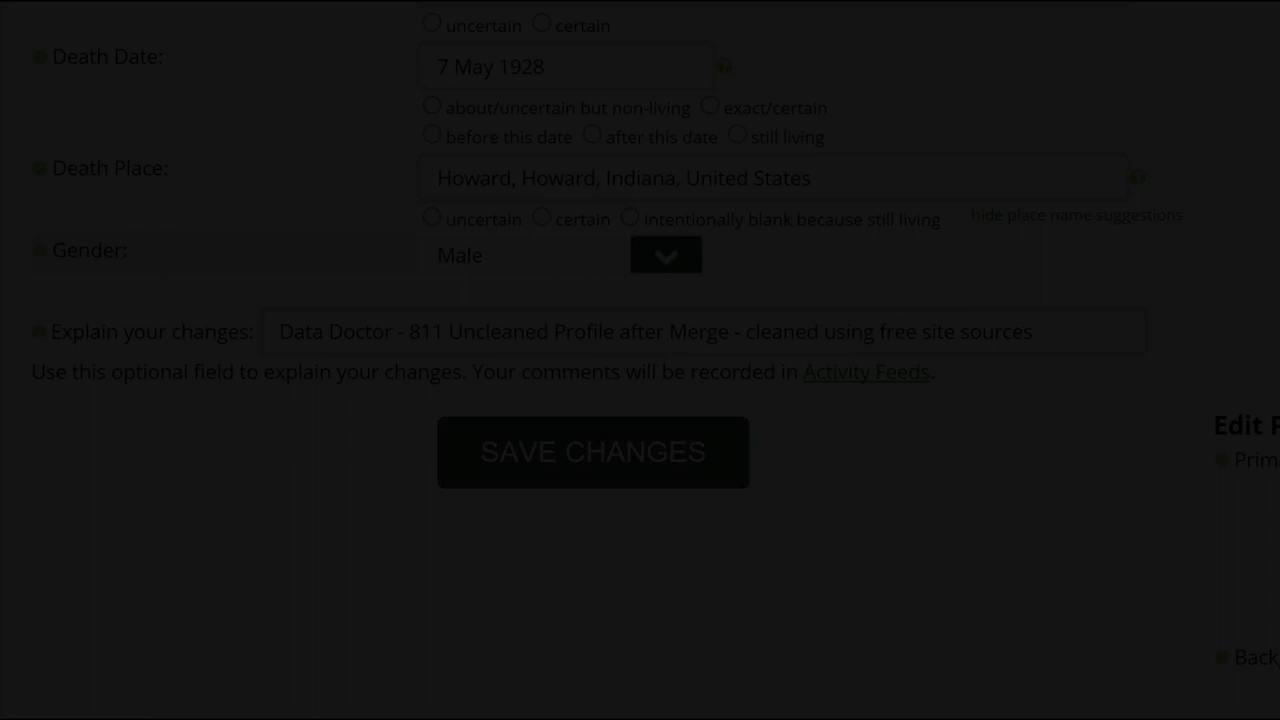 uncertain certain
Death Date: 7 May 1928
about/uncertain but non-living exact/certain
before this date after this date still living
Death Place: Howard, Howard, Indiana, United States
uncertain certain intentionally blank because still living hide place name suggestions
Gender: Male
Explain your changes: Data Doctor - 811 Uncleaned Profile after Merge - cleaned using free site sources
Use this optional field to explain your changes. Your comments will be recorded in Activity Feeds.
SAVE CHANGES
Edit
Prim
Back